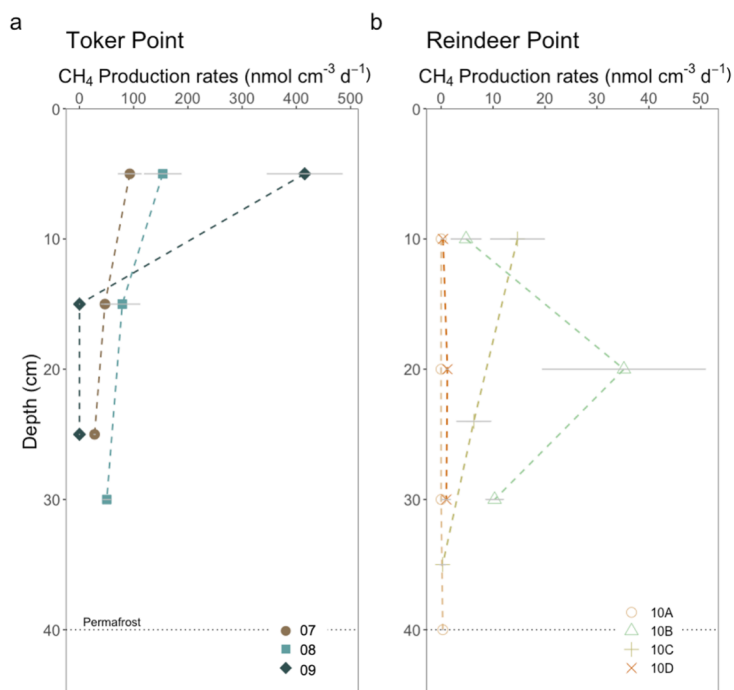 a
Toker Point
CH₄ Production rates (nmol cm⁻³ d⁻¹)
0 100 200 300 400 500
0
10
20
30
40
Depth (cm)
Permafrost
07
08
09
b
Reindeer Point
CH₄ Production rates (nmol cm⁻³ d⁻¹)
0 10 20 30 40 50
0
10
20
30
40
10A
10B
10C
10D